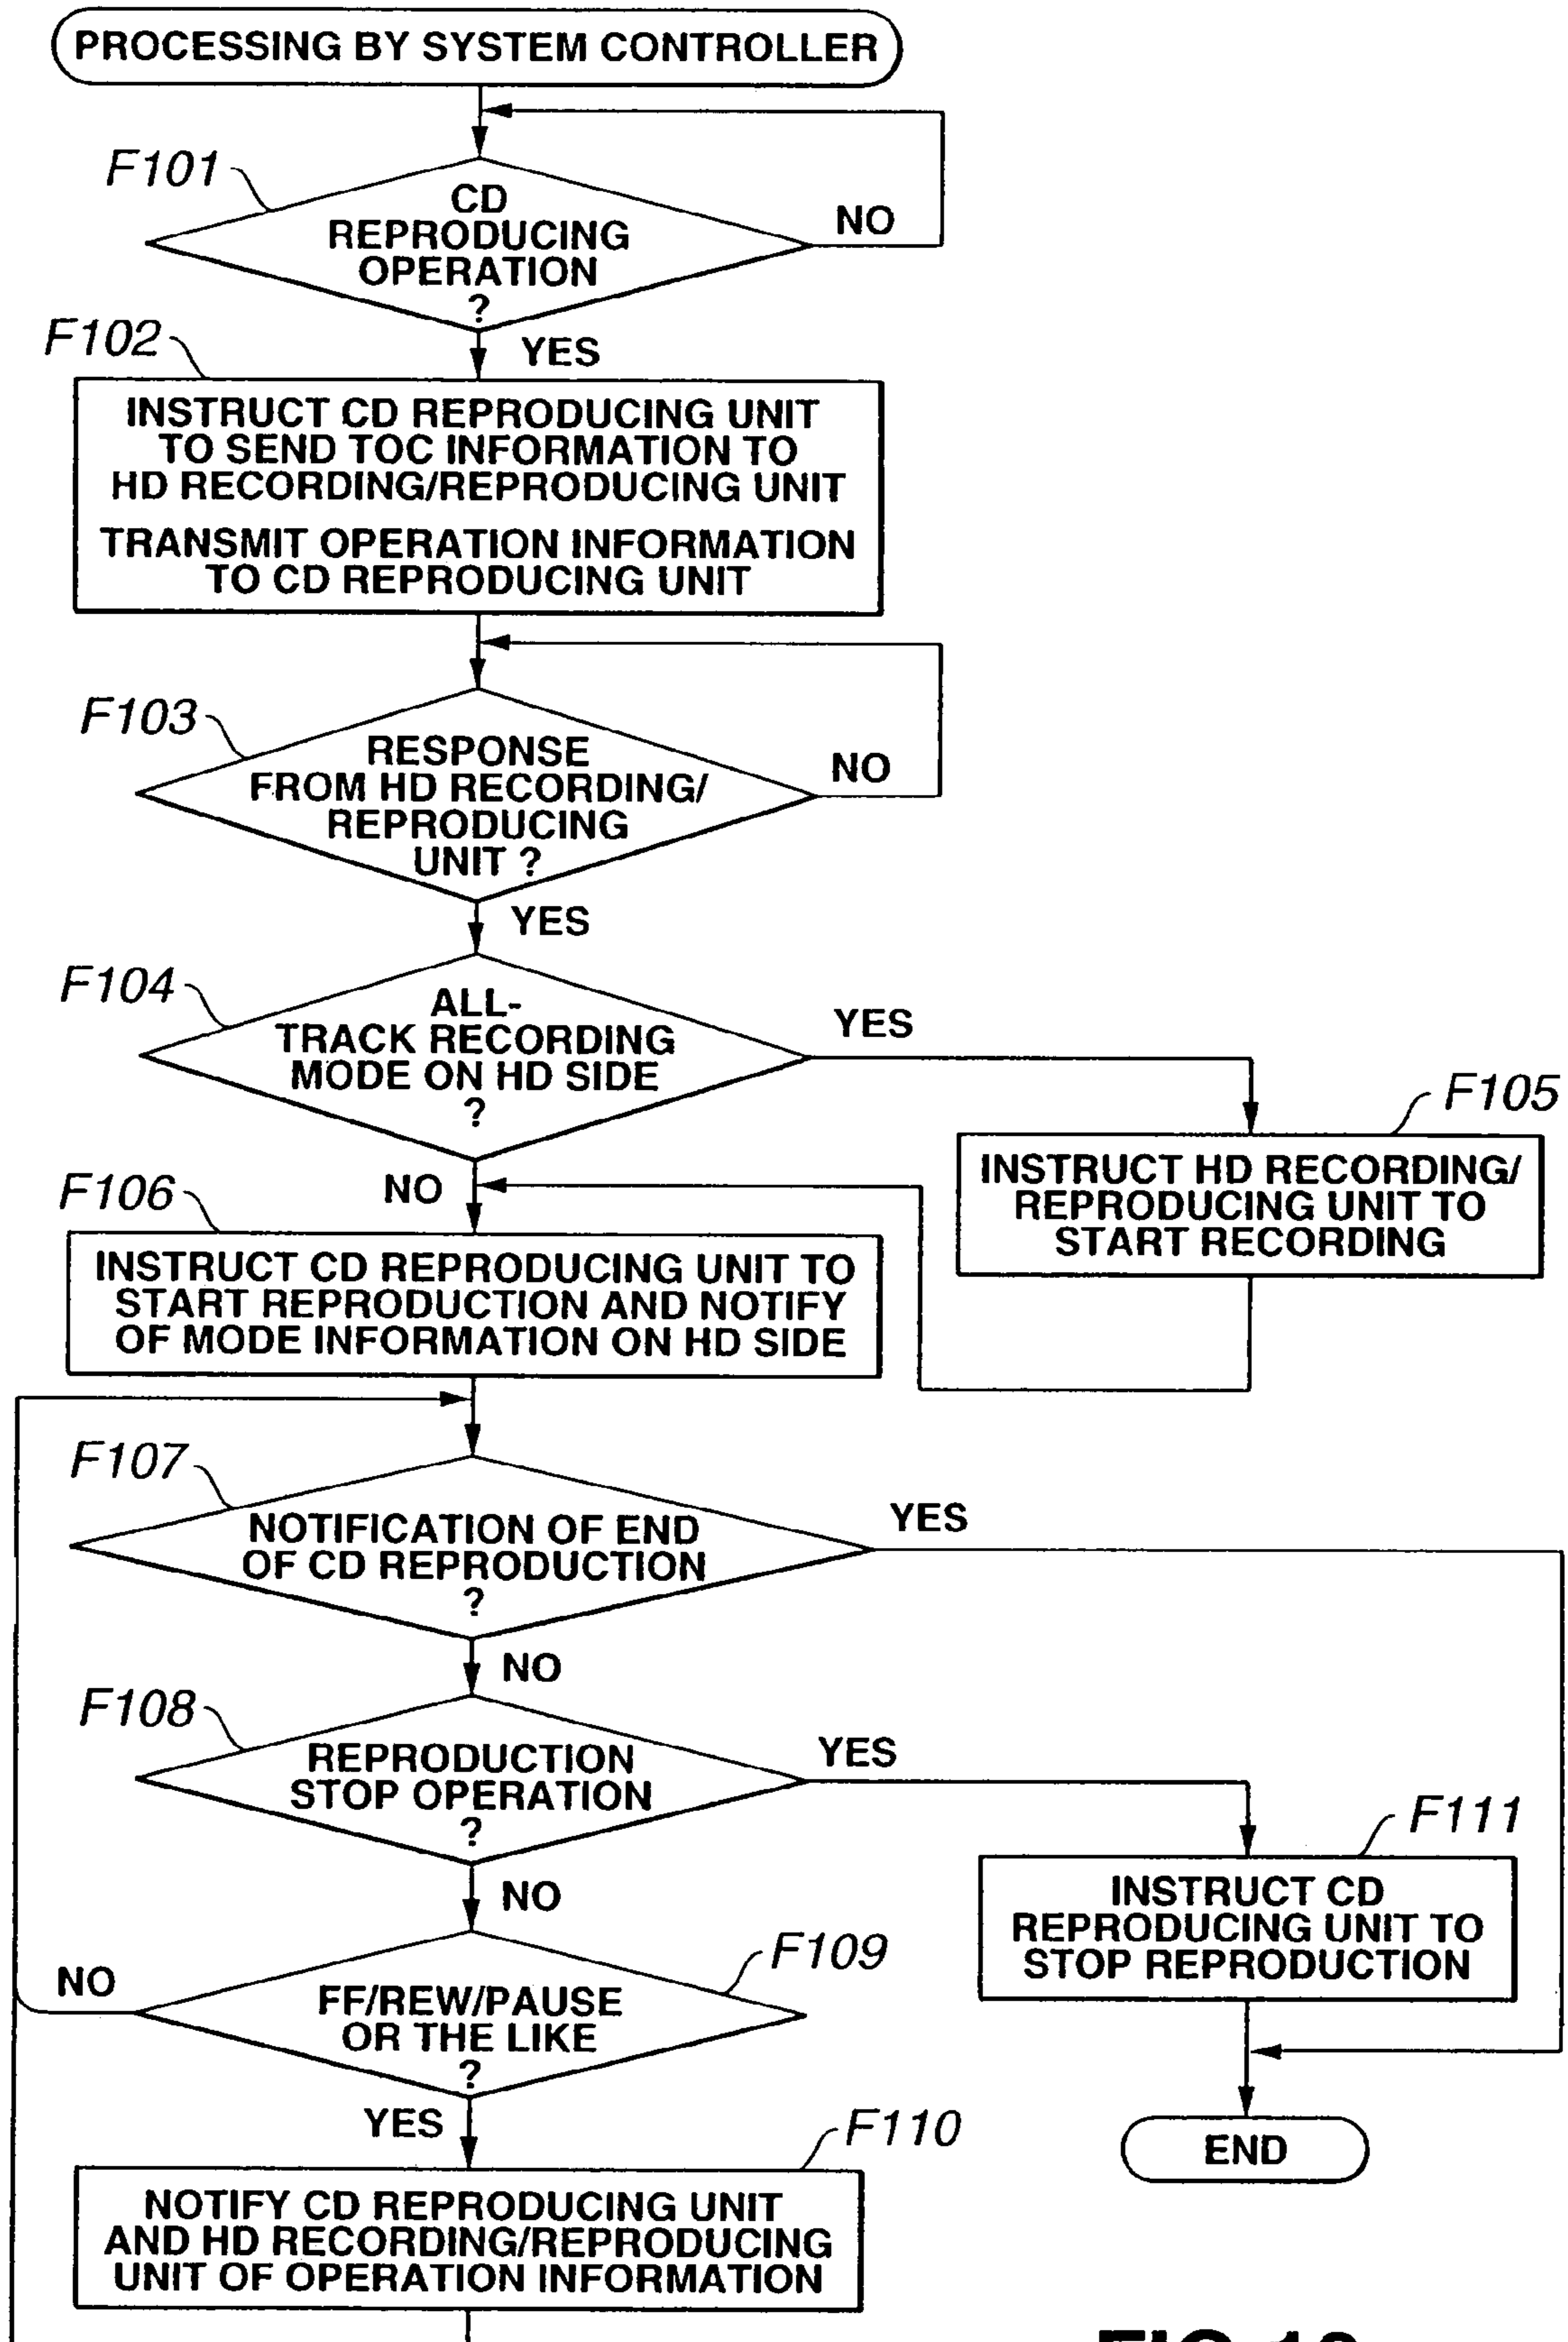 PROCESSING BY SYSTEM CONTROLLER
F101
CD
REPRODUCING
OPERATION
?
NO
YES
F102
INSTRUCT CD REPRODUCING UNIT
TO SEND TOC INFORMATION TO
HD RECORDING/REPRODUCING UNIT
TRANSMIT OPERATION INFORMATION
TO CD REPRODUCING UNIT
F103
RESPONSE
FROM HD RECORDING/
REPRODUCING
UNIT ?
NO
YES
F104
ALL-
TRACK RECORDING
MODE ON HD SIDE
?
YES
F105
INSTRUCT HD RECORDING/
REPRODUCING UNIT TO
START RECORDING
NO
F106
INSTRUCT CD REPRODUCING UNIT TO
START REPRODUCTION AND NOTIFY
OF MODE INFORMATION ON HD SIDE
F107
NOTIFICATION OF END
OF CD REPRODUCTION
?
YES
NO
F108
REPRODUCTION
STOP OPERATION
?
YES
F111
INSTRUCT CD
REPRODUCING UNIT TO
STOP REPRODUCTION
NO
F109
FF/REW/PAUSE
OR THE LIKE
?
NO
YES
END
F110
NOTIFY CD REPRODUCING UNIT
AND HD RECORDING/REPRODUCING
UNIT OF OPERATION INFORMATION